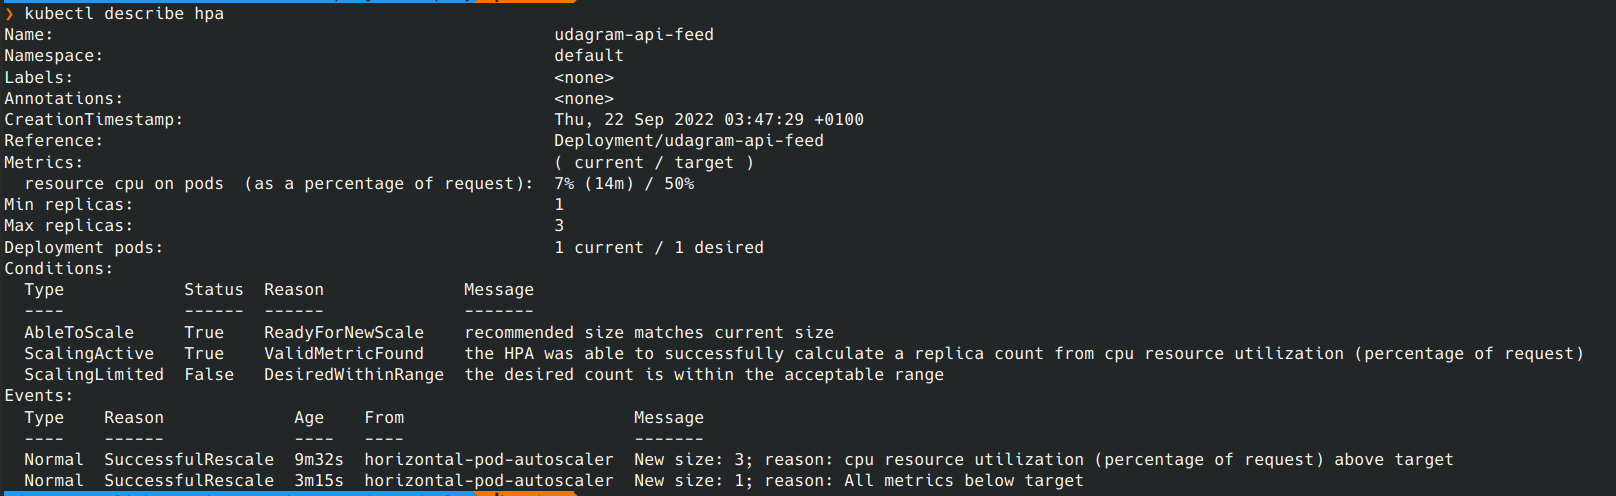 ❯ kubectl describe hpa
Name:                                                  udagram-api-feed
Namespace:                                             default
Labels:                                                <none>
Annotations:                                           <none>
CreationTimestamp:                                     Thu, 22 Sep 2022 03:47:29 +0100
Reference:                                             Deployment/udagram-api-feed
Metrics:                                               ( current / target )
  resource cpu on pods  (as a percentage of request):  7% (14m) / 50%
Min replicas:                                          1
Max replicas:                                          3
Deployment pods:                                       1 current / 1 desired
Conditions:
  Type            Status  Reason              Message
  ----            ------  ------              -------
  AbleToScale     True    ReadyForNewScale    recommended size matches current size
  ScalingActive   True    ValidMetricFound    the HPA was able to successfully calculate a replica count from cpu resource utilization (percentage of request)
  ScalingLimited  False   DesiredWithinRange  the desired count is within the acceptable range
Events:
  Type    Reason             Age    From                       Message
  ----    ------             ----   ----                       -------
  Normal  SuccessfulRescale  9m32s  horizontal-pod-autoscaler  New size: 3; reason: cpu resource utilization (percentage of request) above target
  Normal  SuccessfulRescale  3m15s  horizontal-pod-autoscaler  New size: 1; reason: All metrics below target